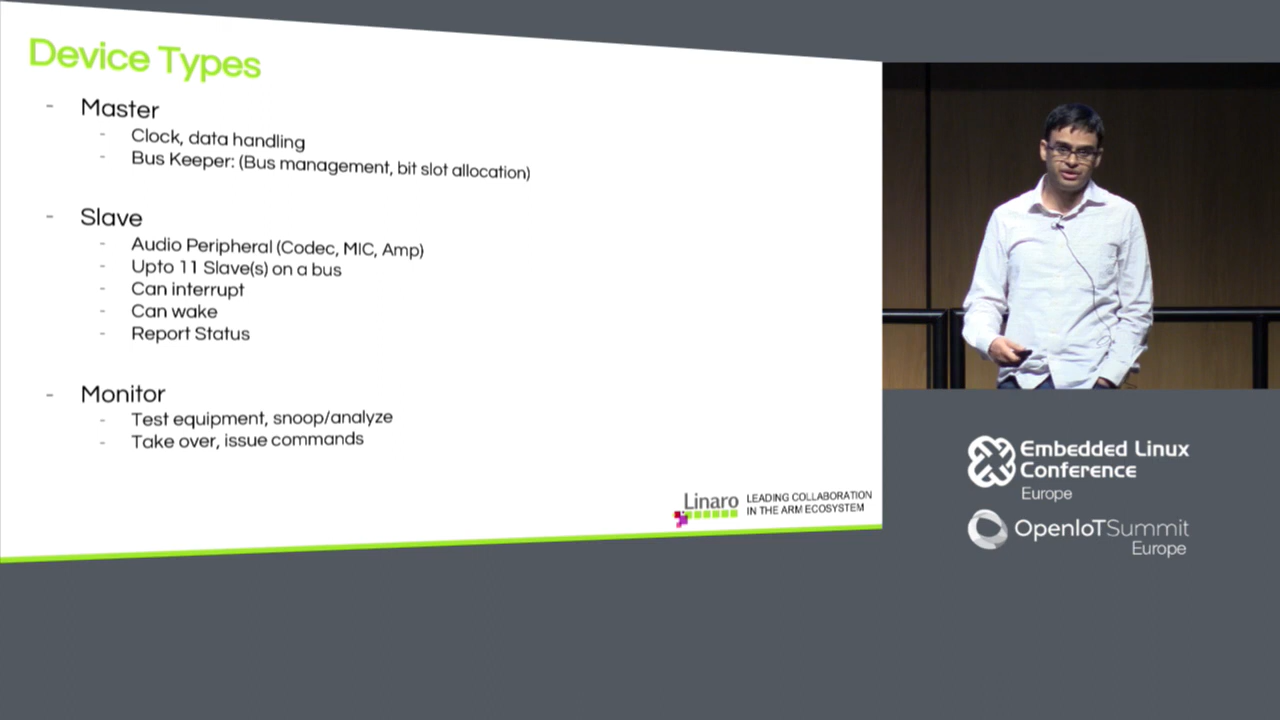 Device Types
- Master
- Clock, data handling
- Bus Keeper: (Bus management, bit slot allocation)
- Slave
- Audio Peripheral (Codec, MIC, Amp)
- Upto 11 Slave(s) on a bus
- Can interrupt
- Can wake
- Report Status
- Monitor
- Test equipment, snoop/analyze
- Take over, issue commands
Linaro
LEADING COLLABORATION
IN THE ARM ECOSYSTEM
Embedded Linux
Conference
Europe
OpenIoTSummit
Europe